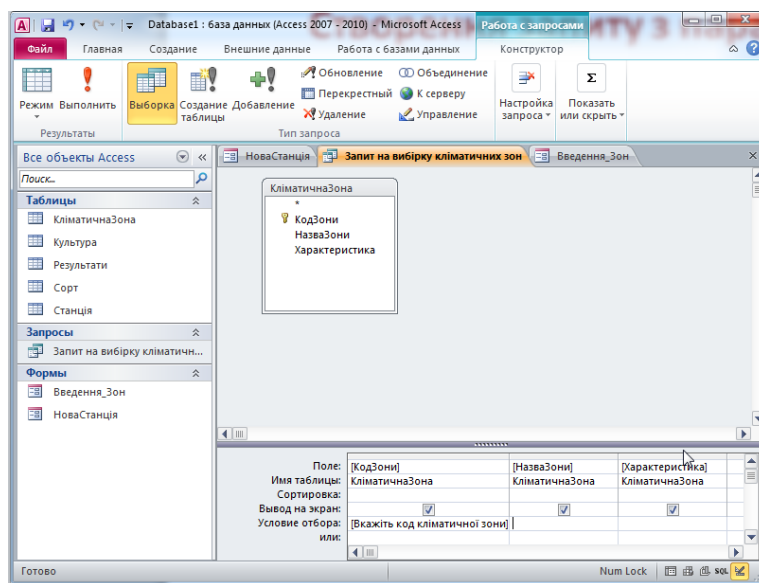 Database1 : база данных (Access 2007 - 2010) - Microsoft Access
Работа с запросами
Файл Главная Создание Внешние данные Работа с базами данных Конструктор
Режим Выполнить Выборка Создание таблицы Добавление
Обновление
Перекрестный
Удаление
Объединение
К серверу
Управление
Настройка запроса
Показать или скрыть
Результаты Тип запроса
Все объекты Access
Поиск...
Таблицы
КліматичнаЗона
Культура
Результати
Сорт
Станція
Запросы
Запит на вибірку кліматичн...
Формы
Введення_Зон
НоваСтанція
НоваСтанція Запит на вибірку кліматичних зон Введення_Зон
КліматичнаЗона
*
КодЗони
НазваЗони
Характеристика
Поле: [КодЗони] [НазваЗони] [Характеристика]
Имя таблицы: КліматичнаЗона КліматичнаЗона КліматичнаЗона
Сортировка:
Вывод на экран:
Условие отбора: [Вкажіть код кліматичної зони]
или:
Готово Num Lock SQL